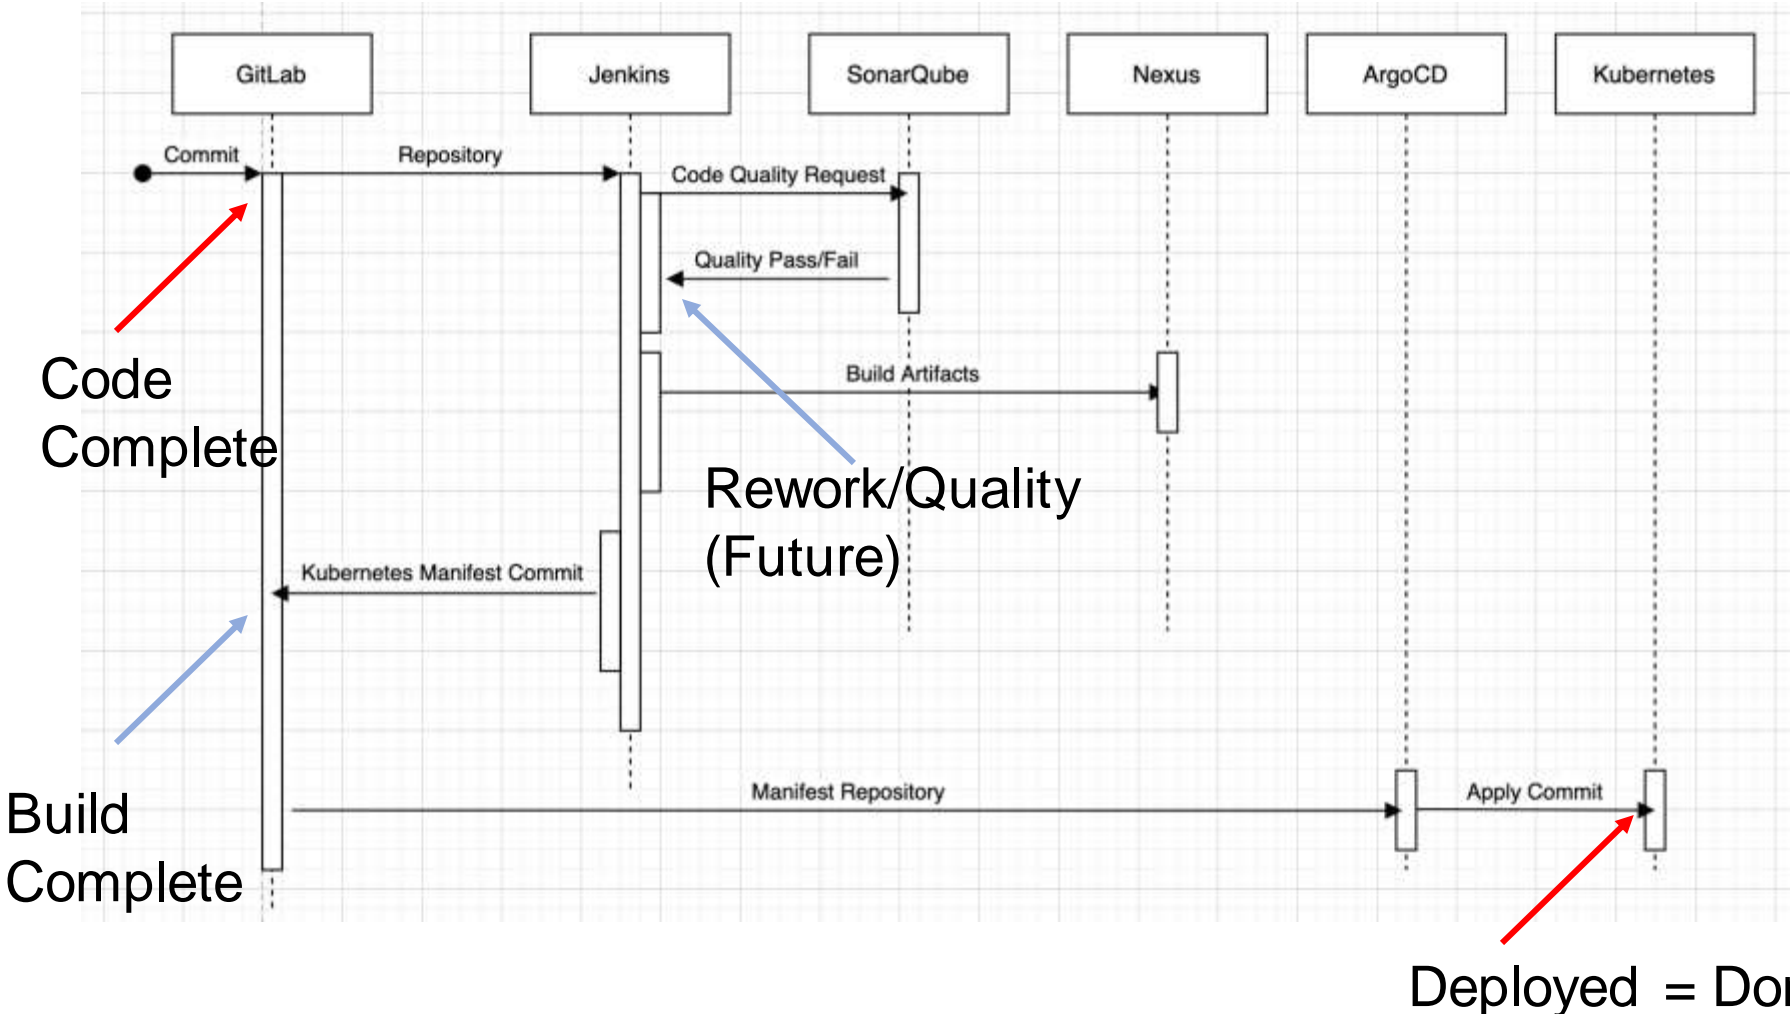 GitLab
Jenkins
SonarQube
Nexus
ArgoCD
Kubernetes
Commit
Repository
Code Quality Request
Quality Pass/Fail
Code
Complete
Build Artifacts
Rework/Quality
(Future)
Kubernetes Manifest Commit
Build
Complete
Manifest Repository
Apply Commit
Deployed =